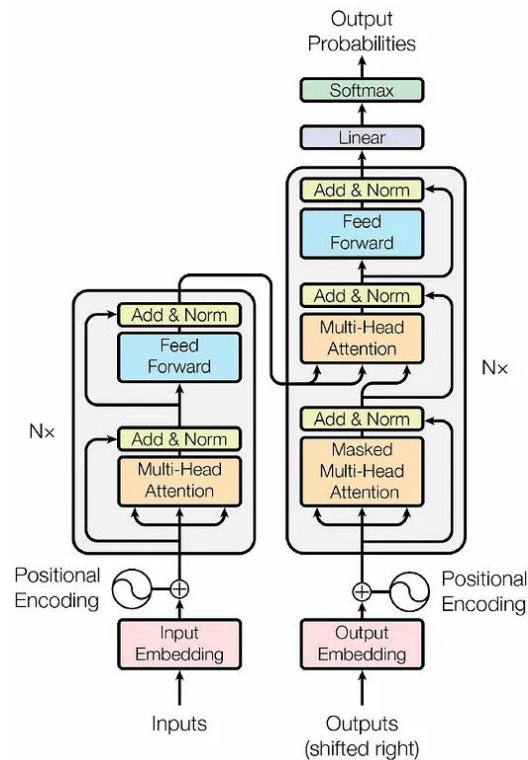 Output
Probabilities
Softmax
Linear
Add & Norm
Feed
Forward
Add & Norm
Multi-Head
Attention
Add & Norm
Masked
Multi-Head
Attention
N×
Add & Norm
Feed
Forward
Add & Norm
Multi-Head
Attention
N×
Positional
Encoding
Positional
Encoding
Input
Embedding
Output
Embedding
Inputs
Outputs
(shifted right)